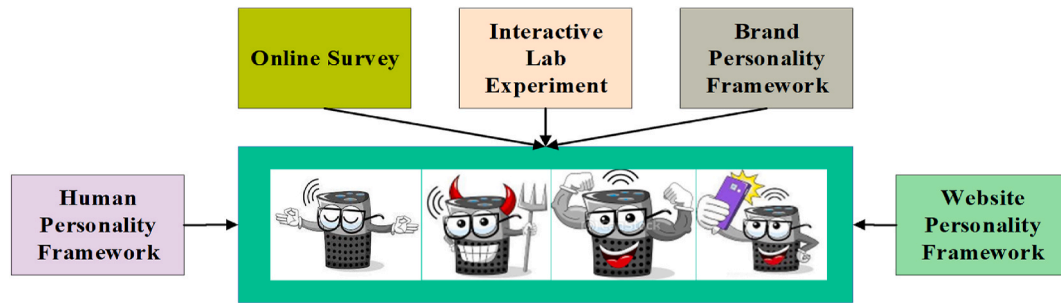 Online Survey
Interactive
Lab
Experiment
Brand
Personality
Framework
Human
Personality
Framework
Website
Personality
Framework